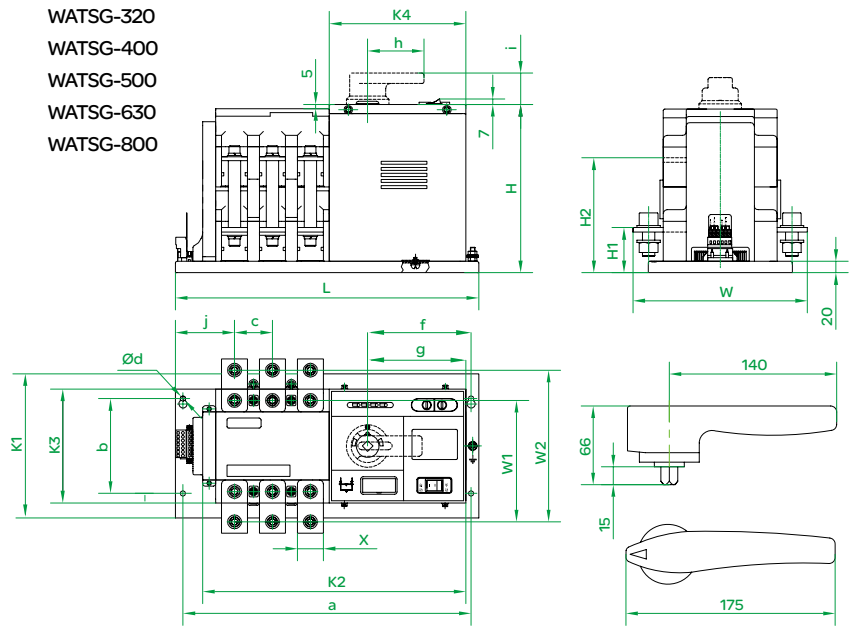 WATSG-320
WATSG-400
WATSG-500
WATSG-630
WATSG-800
K4
h
i
5
7
H
L
H2
H1
W
20
j
c
f
g
Ød
K1
K3
b
W1
W2
X
K2
a
140
66
15
175